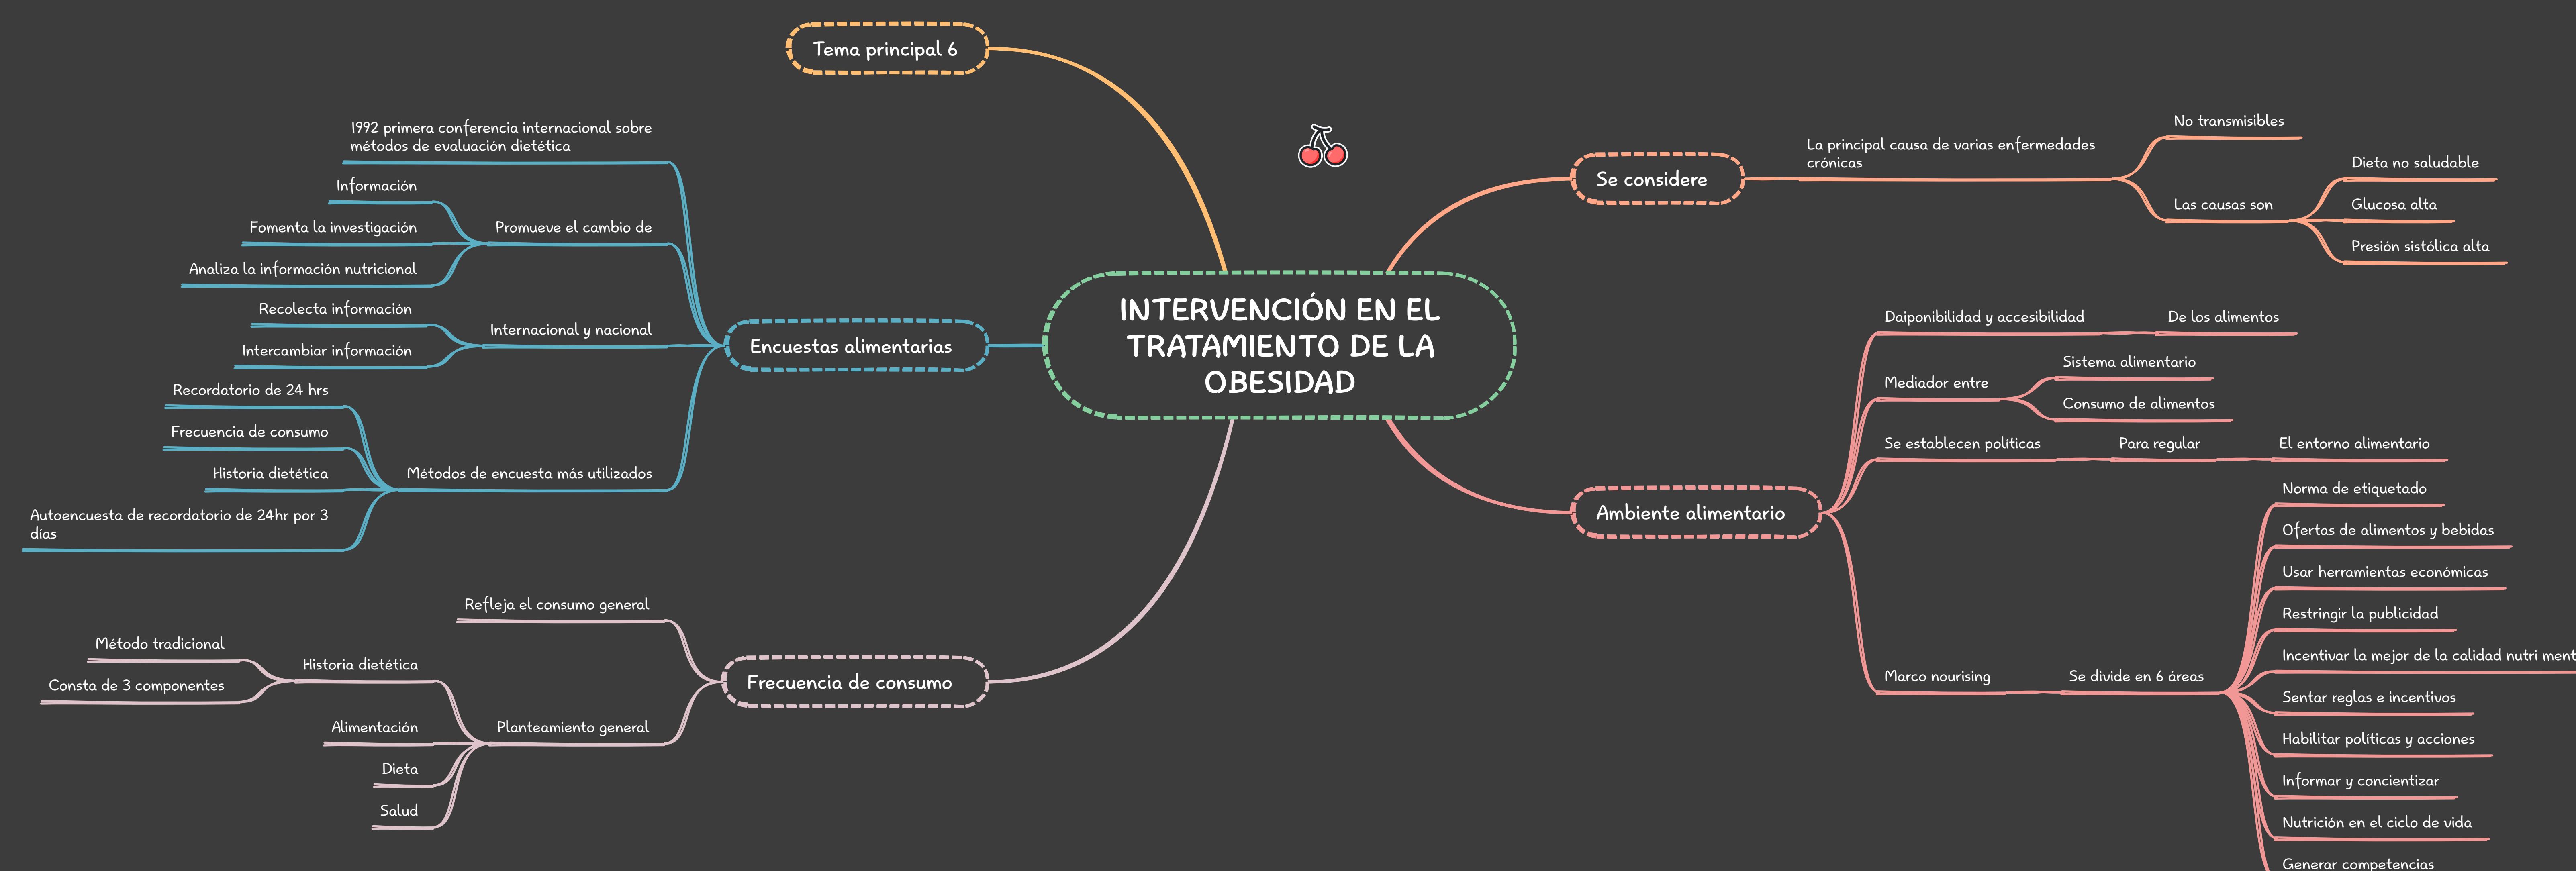 Tema principal 6
INTERVENCIÓN EN EL
TRATAMIENTO DE LA
OBESIDAD
Se considere
La principal causa de varias enfermedades
crónicas
No transmisibles
Las causas son
Dieta no saludable
Glucosa alta
Presión sistólica alta
Ambiente alimentario
Daiponibilidad y accesibilidad
De los alimentos
Mediador entre
Sistema alimentario
Consumo de alimentos
Se establecen políticas
Para regular
El entorno alimentario
Marco nourising
Se divide en 6 áreas
Norma de etiquetado
Ofertas de alimentos y bebidas
Usar herramientas económicas
Restringir la publicidad
Incentivar la mejor de la calidad nutri ment
Sentar reglas e incentivos
Habilitar políticas y acciones
Informar y concientizar
Nutrición en el ciclo de vida
Generar competencias
Encuestas alimentarias
1992 primera conferencia internacional sobre
métodos de evaluación dietética
Promueve el cambio de
Información
Fomenta la investigación
Analiza la información nutricional
Internacional y nacional
Recolecta información
Intercambiar información
Métodos de encuesta más utilizados
Recordatorio de 24 hrs
Frecuencia de consumo
Historia dietética
Autoencuesta de recordatorio de 24hr por 3
días
Frecuencia de consumo
Refleja el consumo general
Planteamiento general
Historia dietética
Método tradicional
Consta de 3 componentes
Alimentación
Dieta
Salud